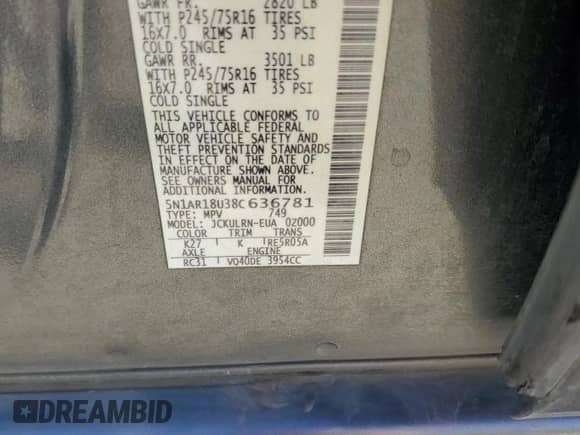 GAWR FR. 2820 LB
WITH P245/75R16 TIRES
16X7.0 RIMS AT 35 PSI
COLD SINGLE
GAWR RR. 3501 LB
WITH P245/75R16 TIRES
16X7.0 RIMS AT 35 PSI
COLD SINGLE
THIS VEHICLE CONFORMS TO
ALL APPLICABLE FEDERAL
MOTOR VEHICLE SAFETY AND
THEFT PREVENTION STANDARDS
IN EFFECT ON THE DATE OF
MANUFACTURE SHOWN ABOVE.
SEE OWNERS MANUAL FOR
ADDITIONAL INFORMATION
5N1AR18U38C636781
TYPE: MPV 749
MODEL: JCKULRN-EUA 02000
COLOR TRIM TRANS
K27 K RE5R05A
AXLE ENGINE
RC31 VQ40DE 3954CC
DREAMBID